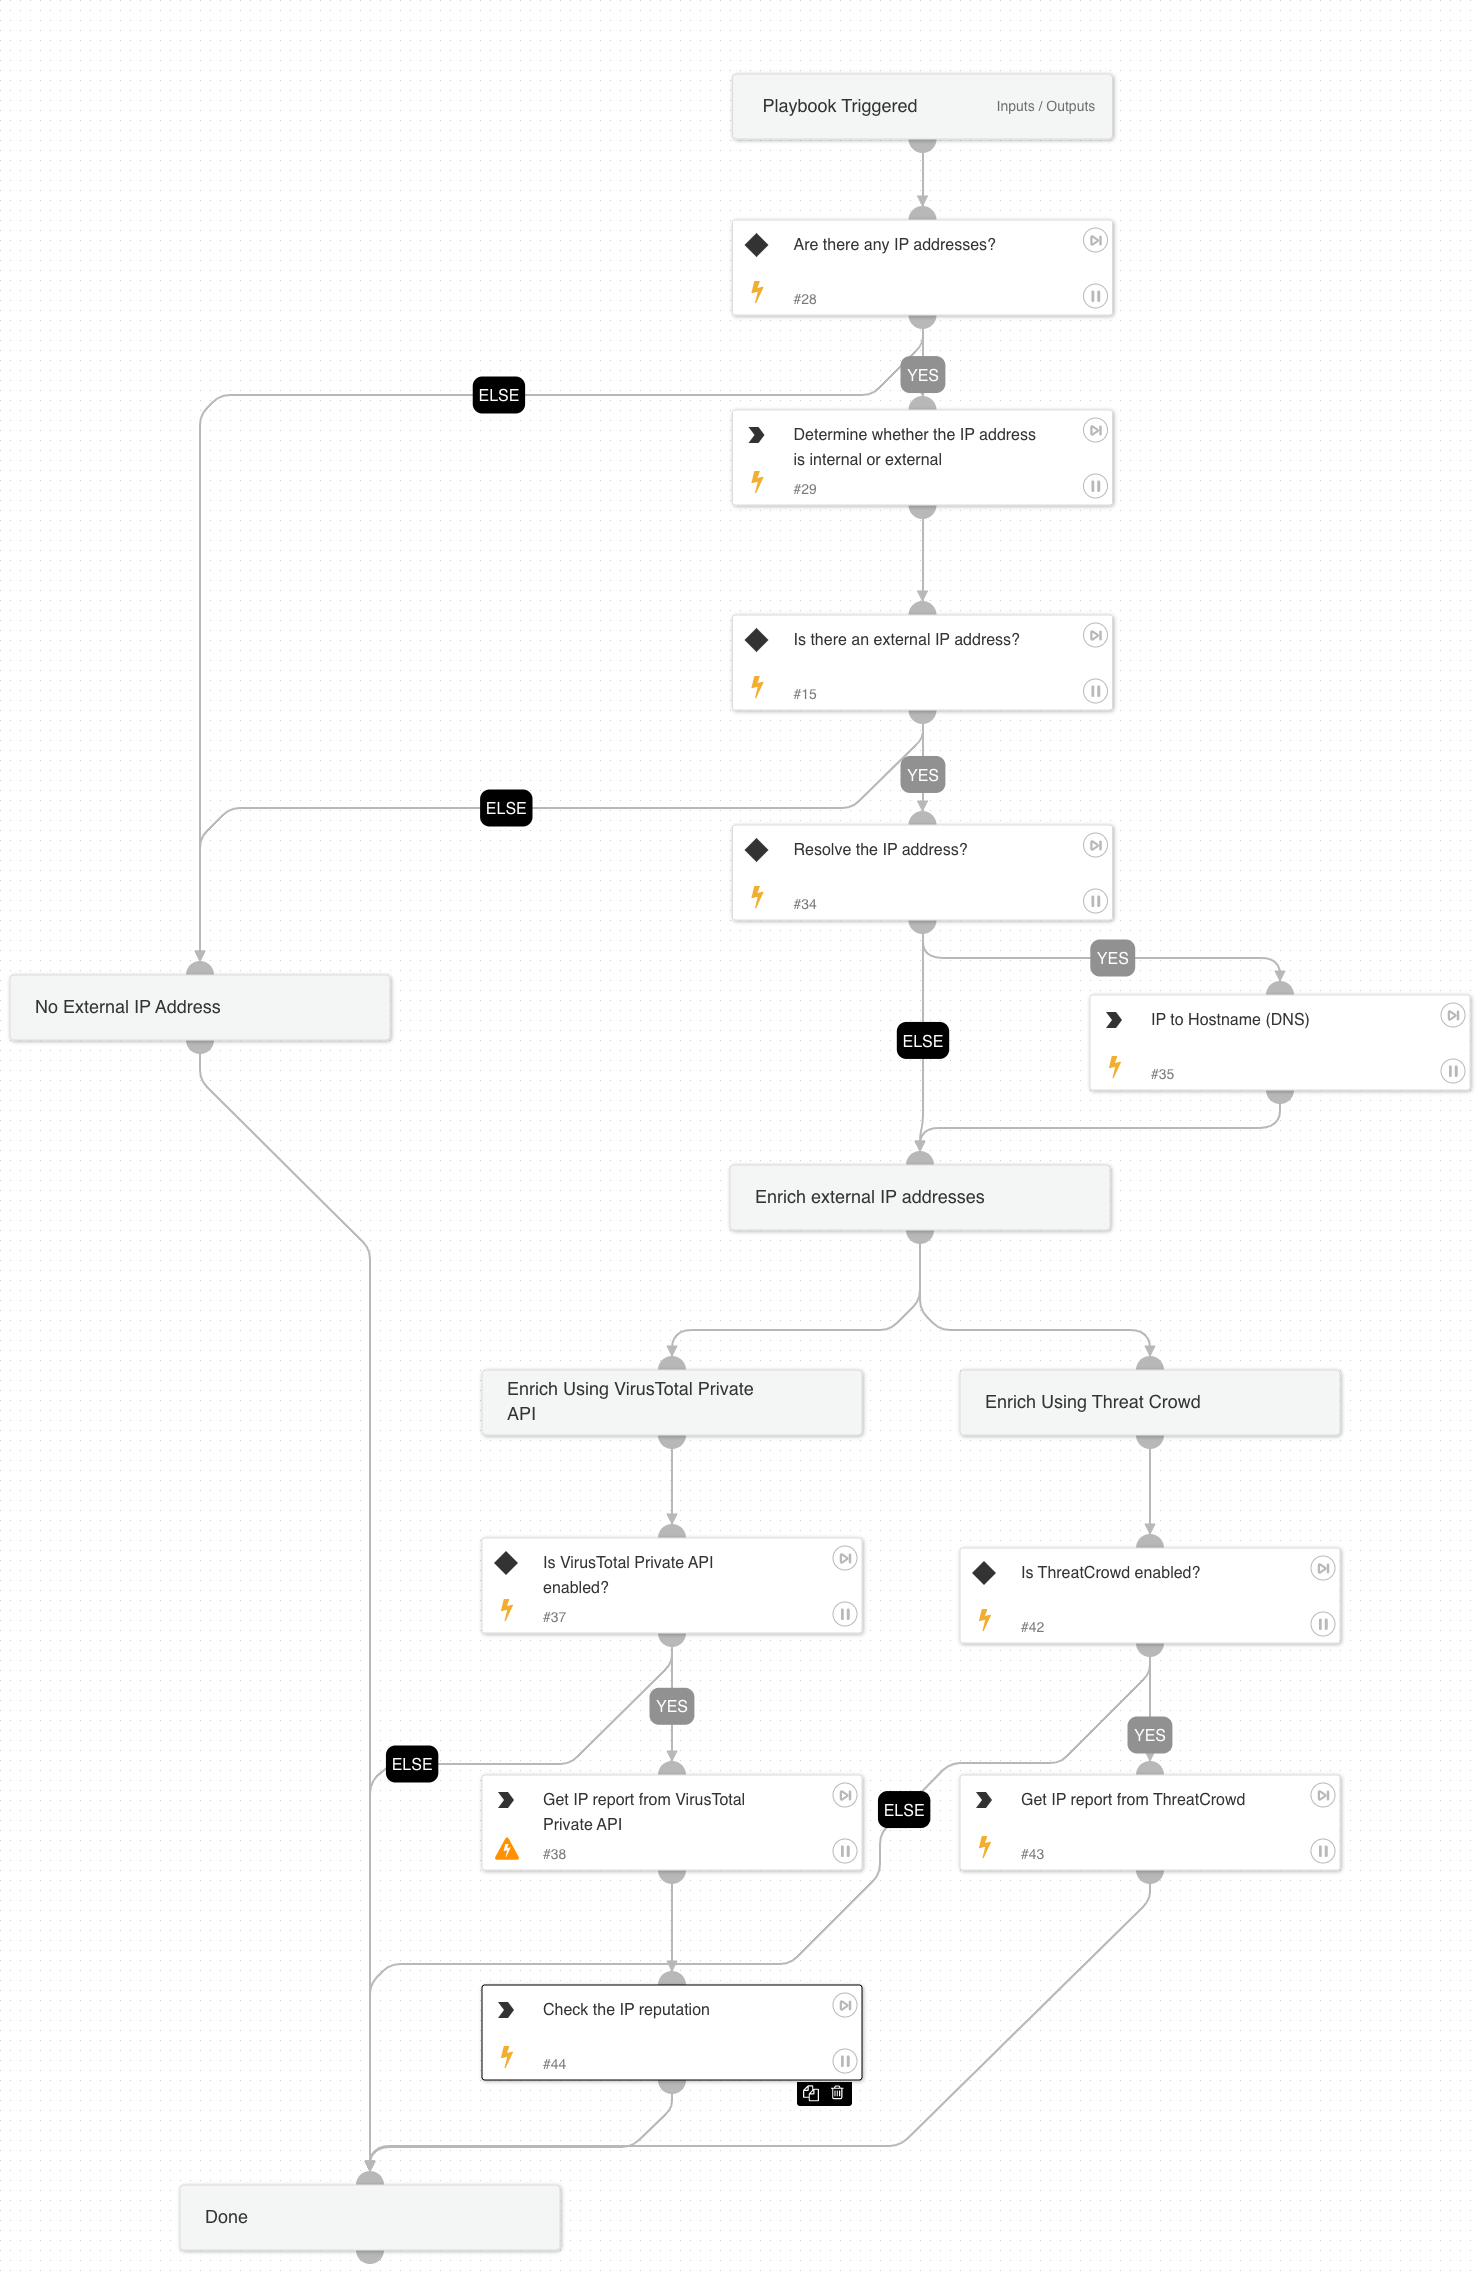 Playbook Triggered
Inputs / Outputs
Are there any IP addresses?
#28
YES
ELSE
Determine whether the IP address
is internal or external
#29
Is there an external IP address?
#15
YES
ELSE
Resolve the IP address?
#34
YES
No External IP Address
IP to Hostname (DNS)
ELSE
#35
Enrich external IP addresses
Enrich Using VirusTotal Private
API
Enrich Using Threat Crowd
Is VirusTotal Private API
enabled?
#37
Is ThreatCrowd enabled?
#42
YES
YES
ELSE
Get IP report from VirusTotal
Private API
#38
ELSE
Get IP report from ThreatCrowd
#43
Check the IP reputation
#44
Done